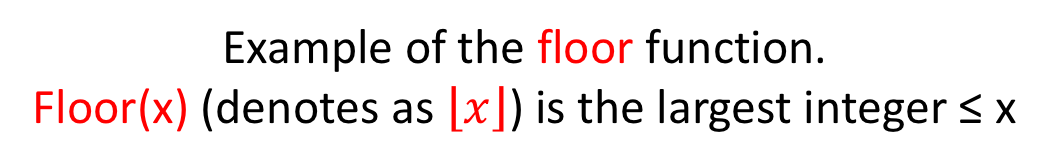 Example of the floor function.
Floor(x) (denotes as ⌊𝑥⌋) is the largest integer ≤ x